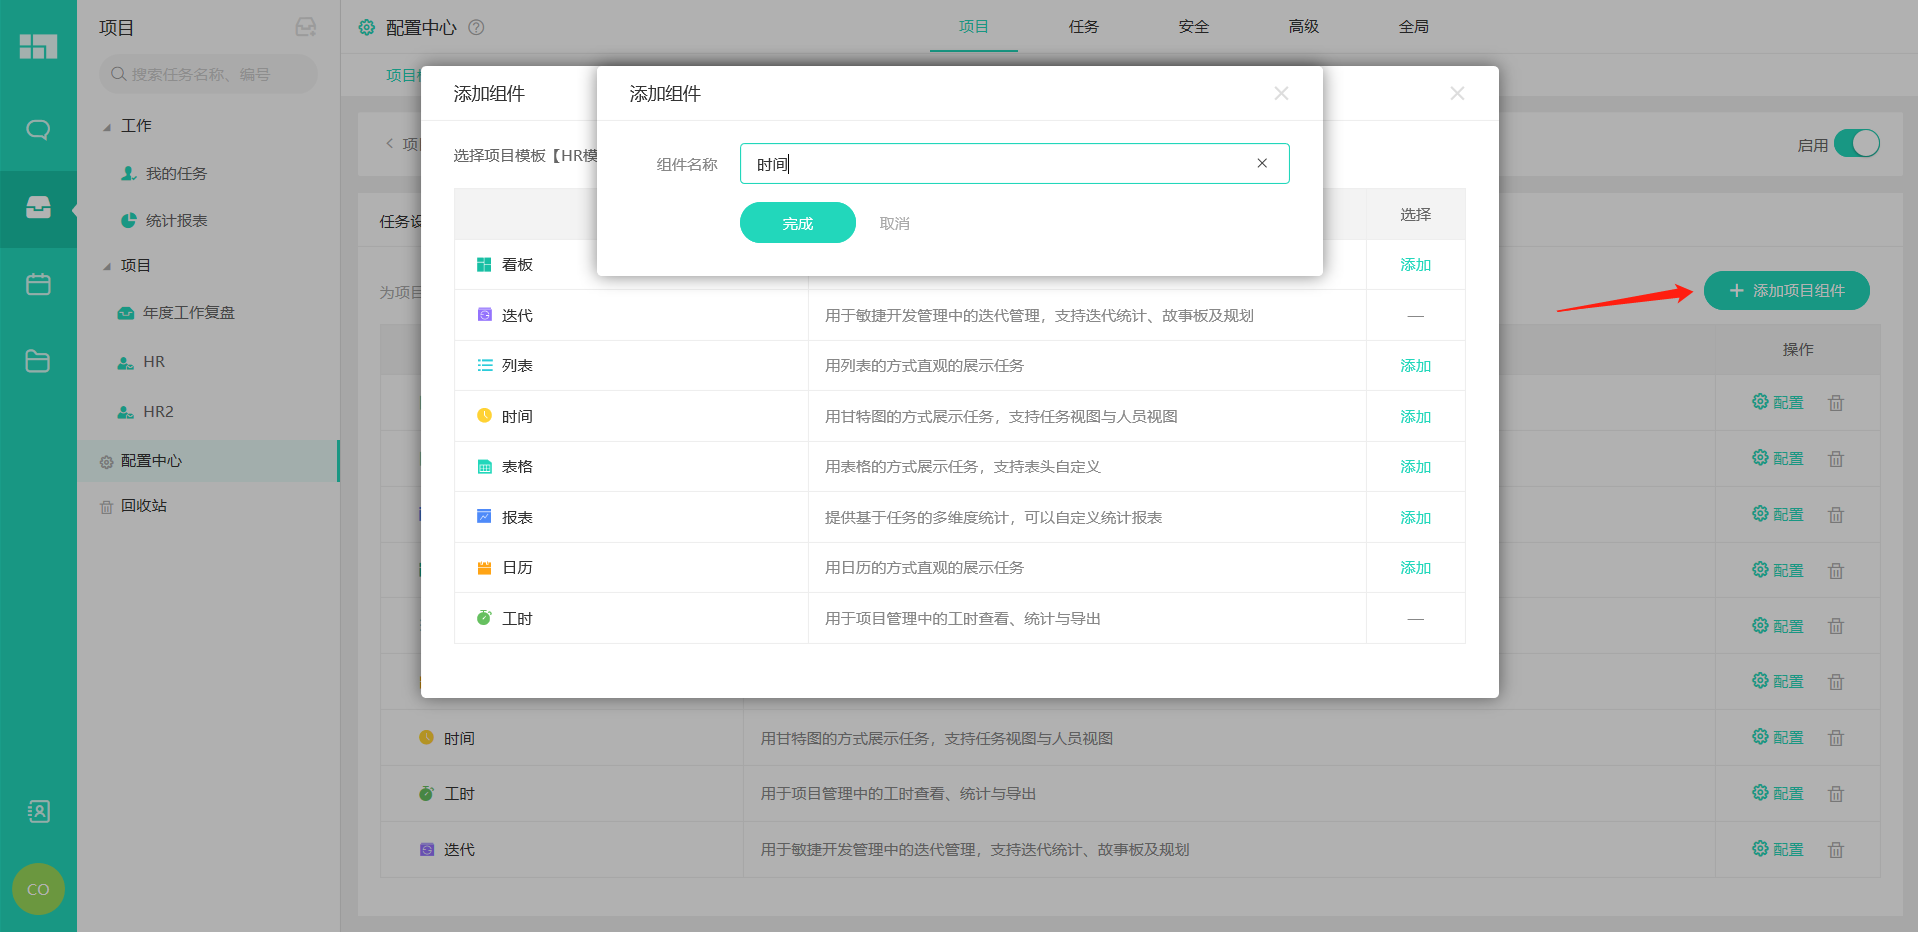 项目
搜索任务名称、编号
工作
我的任务
统计报表
项目
年度工作复盘
HR
HR2
配置中心
回收站
CO
配置中心
项目
任务
安全
高级
全局
启用
添加项目组件
操作
配置
配置
配置
配置
配置
配置
时间
用甘特图的方式展示任务，支持任务视图与人员视图
配置
工时
用于项目管理中的工时查看、统计与导出
配置
迭代
用于敏捷开发管理中的迭代管理，支持迭代统计、故事板及规划
配置
添加组件
选择项目模板【HR模
选择
看板
添加
迭代
用于敏捷开发管理中的迭代管理，支持迭代统计、故事板及规划
—
列表
用列表的方式直观的展示任务
添加
时间
用甘特图的方式展示任务，支持任务视图与人员视图
添加
表格
用表格的方式展示任务，支持表头自定义
添加
报表
提供基于任务的多维度统计，可以自定义统计报表
添加
日历
用日历的方式直观的展示任务
添加
工时
用于项目管理中的工时查看、统计与导出
—
添加组件
组件名称
时间
完成
取消